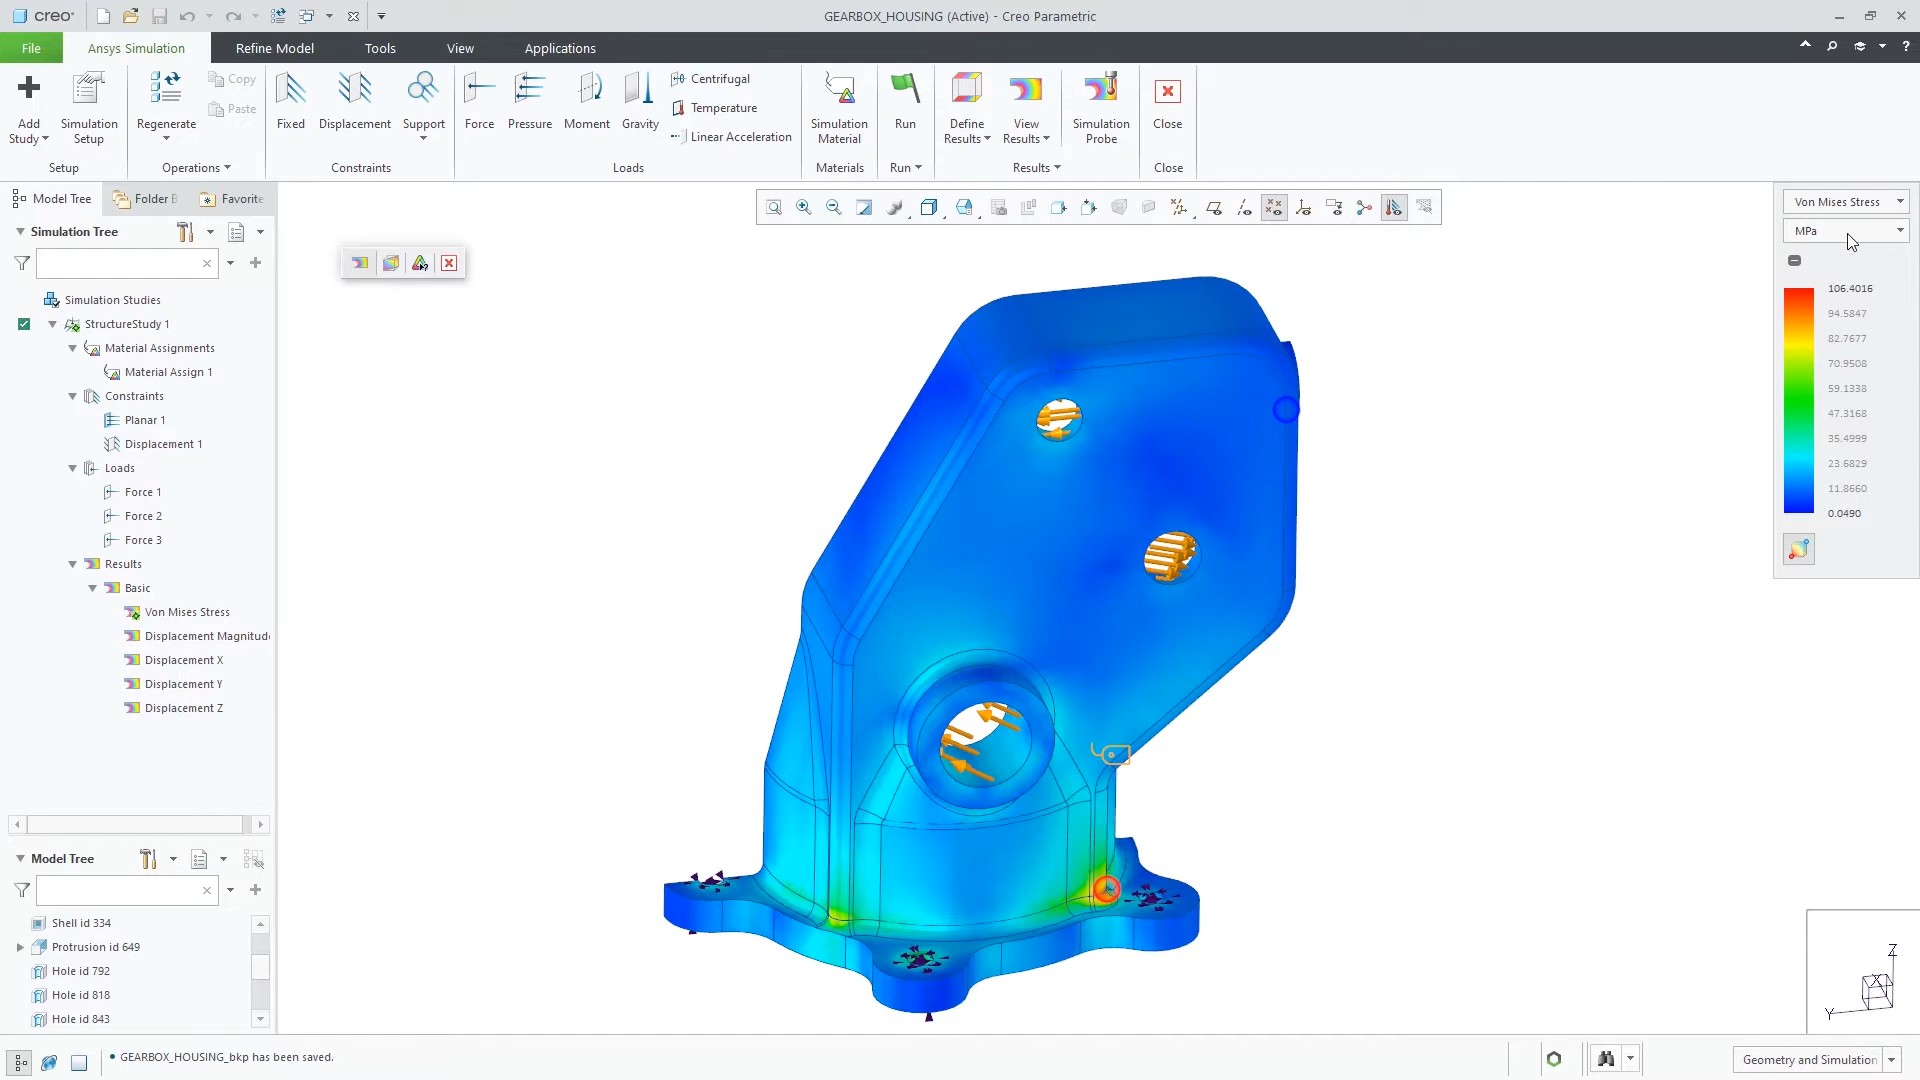 creo
GEARBOX_HOUSING (Active) - Creo Parametric
File
Ansys Simulation
Refine Model
Tools
View
Applications
Add Study
Simulation Setup
Setup
Regenerate
Copy
Paste
Operations
Fixed
Displacement
Support
Constraints
Force
Pressure
Moment
Gravity
Centrifugal
Temperature
Linear Acceleration
Loads
Simulation Material
Materials
Run
Run
Define Results
View Results
Simulation Probe
Results
Close
Close
Model Tree
Folder B
Favorite
Simulation Tree
Simulation Studies
StructureStudy 1
Material Assignments
Material Assign 1
Constraints
Planar 1
Displacement 1
Loads
Force 1
Force 2
Force 3
Results
Basic
Von Mises Stress
Displacement Magnitude
Displacement X
Displacement Y
Displacement Z
Model Tree
Shell id 334
Protrusion id 649
Hole id 792
Hole id 818
Hole id 843
Von Mises Stress
MPa
106.4016
94.5847
82.7677
70.9508
59.1338
47.3168
35.4999
23.6829
11.8660
0.0490
Z
X
Y
• GEARBOX_HOUSING_bkp has been saved.
Geometry and Simulation